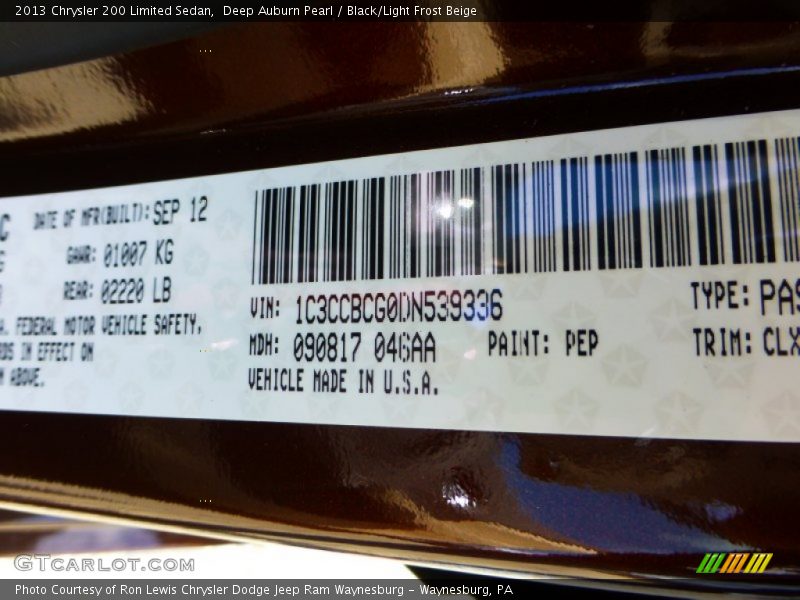 2013 Chrysler 200 Limited Sedan,  Deep Auburn Pearl / Black/Light Frost Beige
DATE OF MFR(BUILT): SEP 12
GAWR: 01007 KG
REAR: 02220 LB
FEDERAL MOTOR VEHICLE SAFETY,
IN EFFECT ON
ABOVE.
VIN: 1C3CCBCG0DN539336
MDH: 090817 046AA
PAINT: PEP
VEHICLE MADE IN U.S.A.
TYPE: PAS
TRIM: CLX
GTCARLOT.COM
Photo Courtesy of Ron Lewis Chrysler Dodge Jeep Ram Waynesburg - Waynesburg, PA